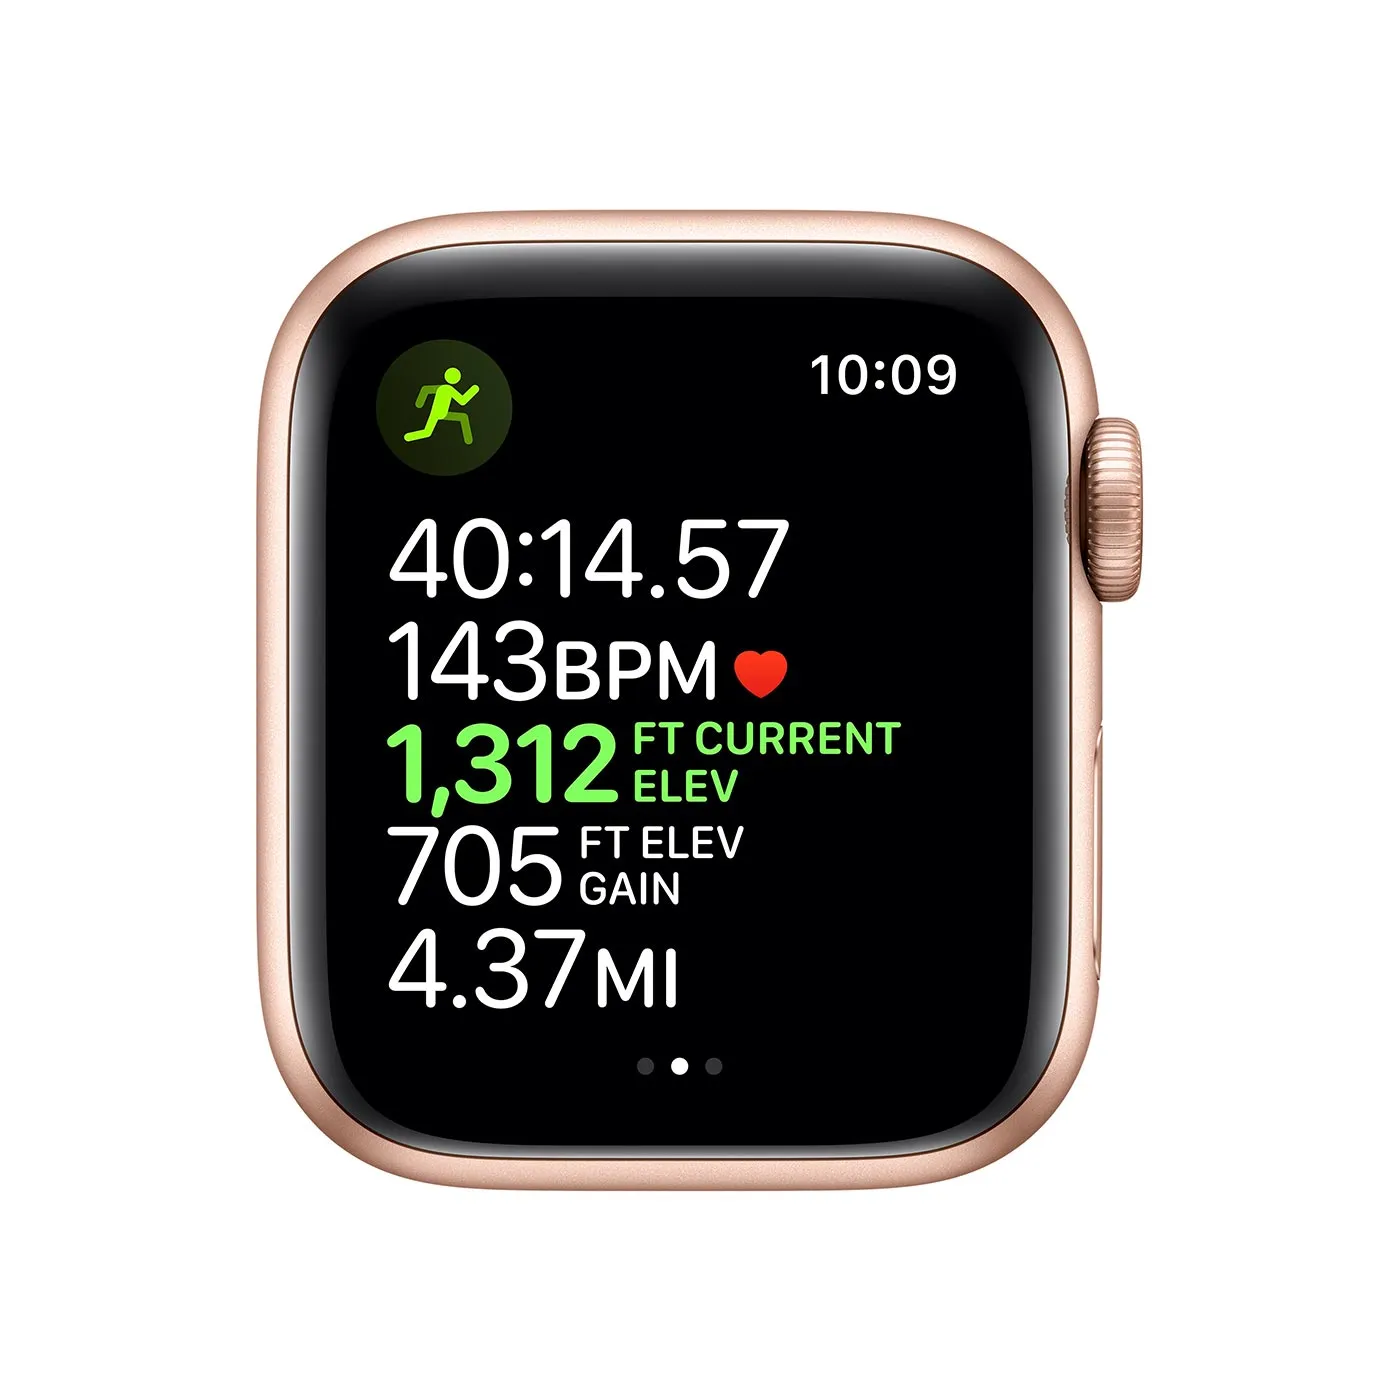 10:09
40:14.57
143BPM
1,312 FT CURRENT
ELEV
705 FT ELEV
GAIN
4.37MI